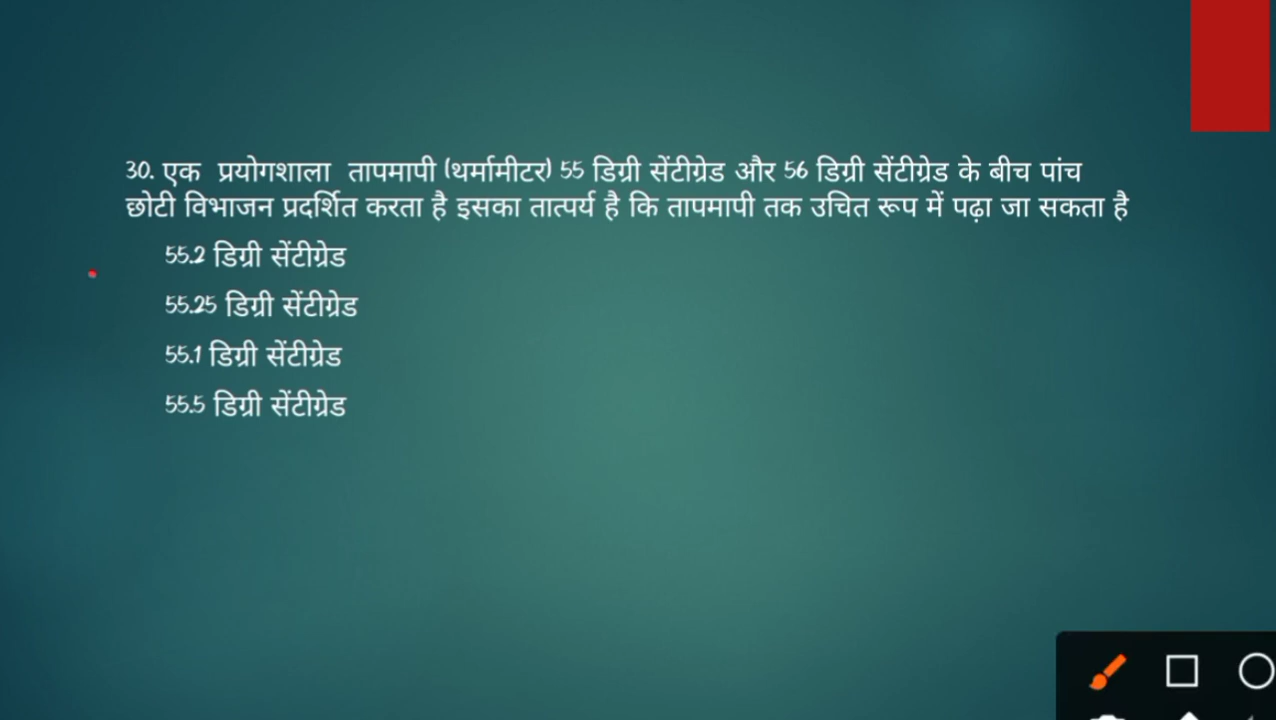 30. एक प्रयोगशाला तापमापी (थर्मामीटर) 55 डिग्री सेंटीग्रेड और 56 डिग्री सेंटीग्रेड के बीच पांच
छोटी विभाजन प्रदर्शित करता है इसका तात्पर्य है कि तापमापी तक उचित रूप में पढ़ा जा सकता है
55.2 डिग्री सेंटीग्रेड
55.25 डिग्री सेंटीग्रेड
55.1 डिग्री सेंटीग्रेड
55.5 डिग्री सेंटीग्रेड